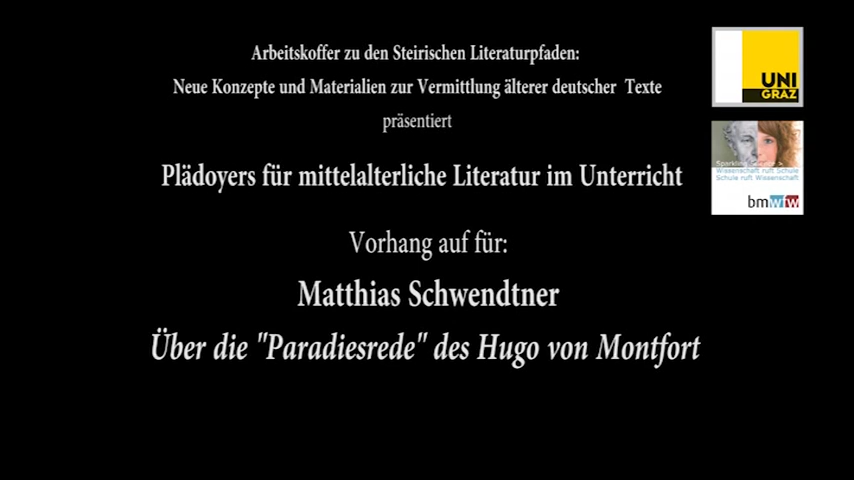 Arbeitskoffer zu den Steirischen Literaturpfaden:
Neue Konzepte und Materialien zur Vermittlung älterer deutscher Texte
präsentiert
Plädoyers für mittelalterliche Literatur im Unterricht
Vorhang auf für:
Matthias Schwendtner
Über die "Paradiesrede" des Hugo von Montfort
UNI
GRAZ
Sparkling
Wissenschaft ruft Schule
Schule ruft Wissenschaft
bmwfw